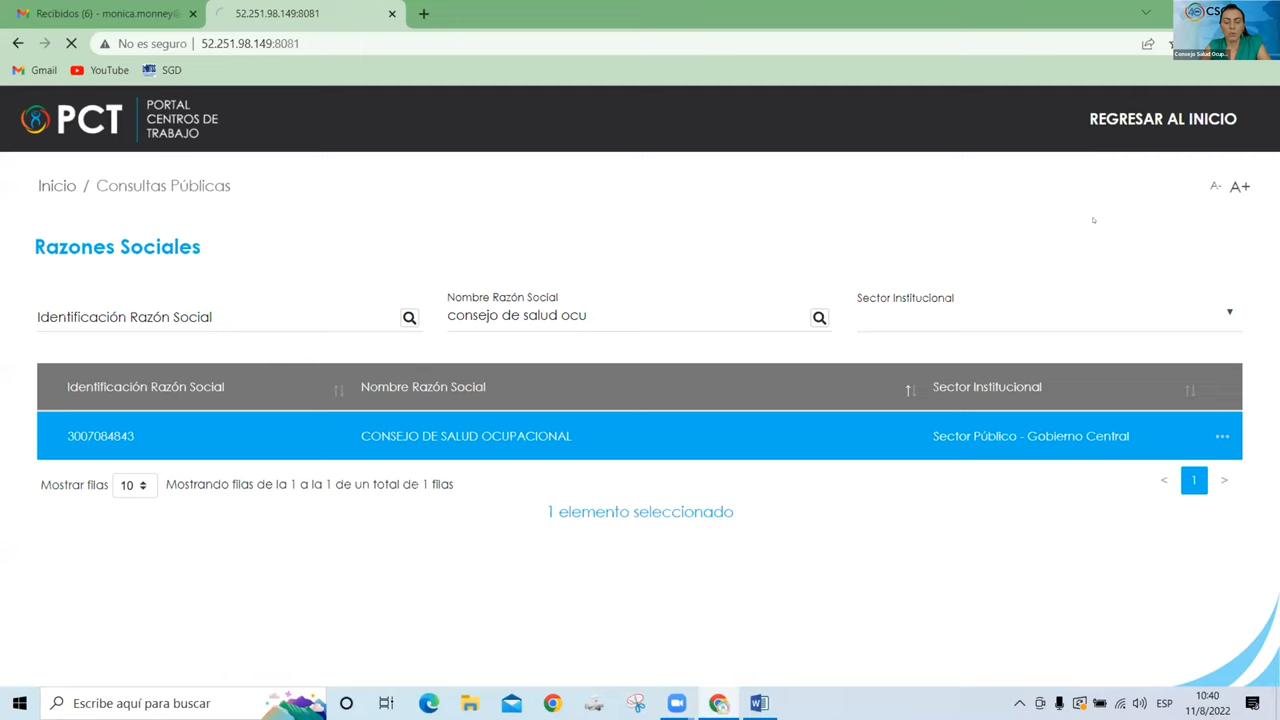 Recibidos (6) - monica.monney@
52.251.98.149:8081
No es seguro
52.251.98.149:8081
Gmail
YouTube
SGD
Consejo Salud Ocup...
PCT
PORTAL
CENTROS DE
TRABAJO
REGRESAR AL INICIO
Inicio / Consultas Públicas
A- A+
Razones Sociales
Identificación Razón Social
Nombre Razón Social
consejo de salud ocu
Sector Institucional
Identificación Razón Social
Nombre Razón Social
Sector Institucional
3007084843
CONSEJO DE SALUD OCUPACIONAL
Sector Público - Gobierno Central
Mostrar filas 10 Mostrando filas de la 1 a la 1 de un total de 1 filas
< 1 >
1 elemento seleccionado
Escribe aquí para buscar
ESP
10:40
11/8/2022